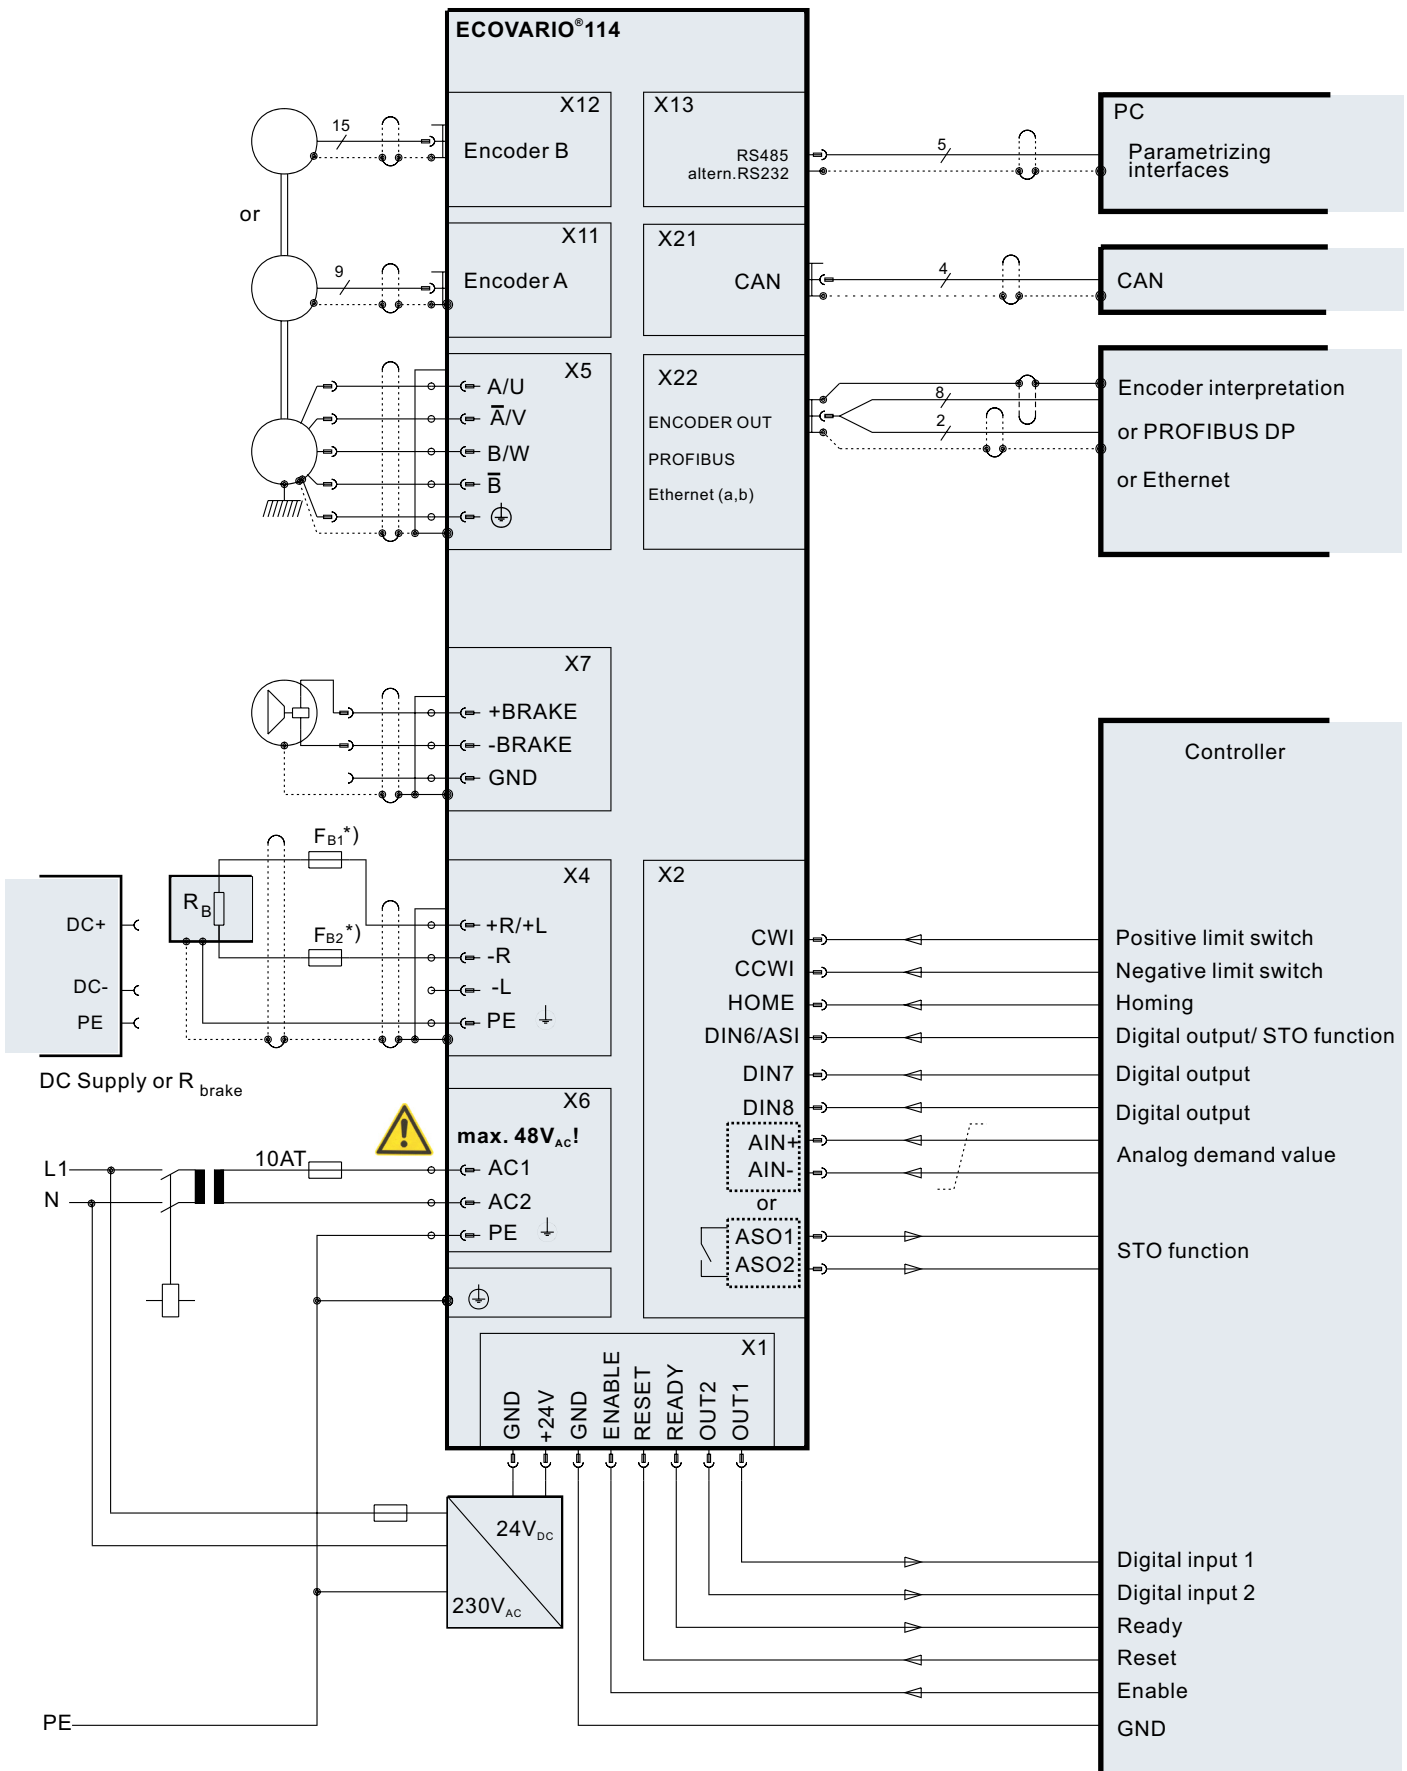 ECOVARIO®114
X12
Encoder B
15
or
X11
Encoder A
9
X5
A/U
A̅/V
B/W
B̅
X13
RS485
altern.RS232
5
PC
Parametrizing
interfaces
X21
CAN
4
CAN
X22
ENCODER OUT
PROFIBUS
Ethernet (a,b)
8
2
Encoder interpretation
or PROFIBUS DP
or Ethernet
X7
+BRAKE
-BRAKE
GND
FB1*)
FB2*)
RB
DC+
DC-
PE
DC Supply or R brake
X4
+R/+L
-R
-L
PE
X6
max. 48VAC!
AC1
AC2
PE
L1
N
10AT
X2
CWI
CCWI
HOME
DIN6/ASI
DIN7
DIN8
AIN+
AIN-
or
ASO1
ASO2
Controller
Positive limit switch
Negative limit switch
Homing
Digital output/ STO function
Digital output
Digital output
Analog demand value
STO function
X1
GND
+24V
GND
ENABLE
RESET
READY
OUT2
OUT1
24VDC
230VAC
Digital input 1
Digital input 2
Ready
Reset
Enable
GND
PE